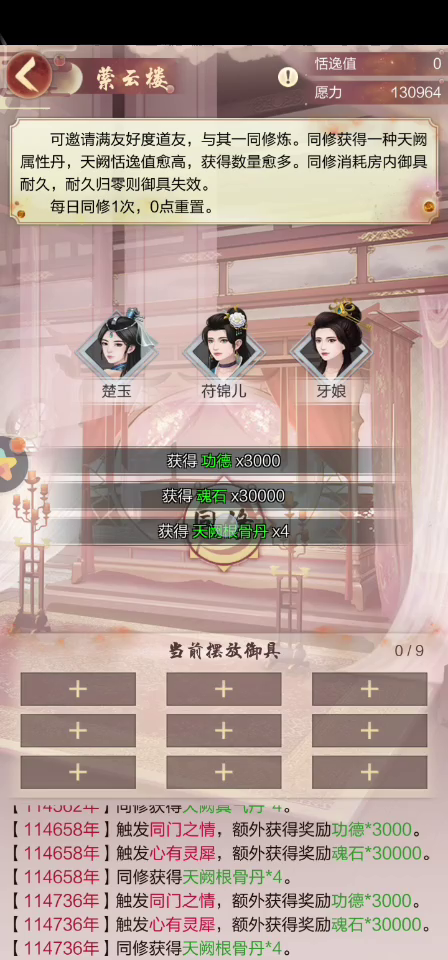 萦云楼
恬逸值 0
愿力 130964
可邀请满友好度道友，与其一同修炼。同修获得一种天阙
属性丹，天阙恬逸值愈高，获得数量愈多。同修消耗房内御具
耐久，耐久归零则御具失效。
每日同修1次，0点重置。
楚玉 苻锦儿 牙娘
获得 功德 x3000
获得 魂石 x30000
获得 天阙根骨丹 x4
当前摆放御具 0/9
【114658年】触发同门之情，额外获得奖励功德*3000。
【114658年】触发心有灵犀，额外获得奖励魂石*30000。
【114658年】同修获得天阙根骨丹*4。
【114736年】触发同门之情，额外获得奖励功德*3000。
【114736年】触发心有灵犀，额外获得奖励魂石*30000。
【114736年】同修获得天阙根骨丹*4。